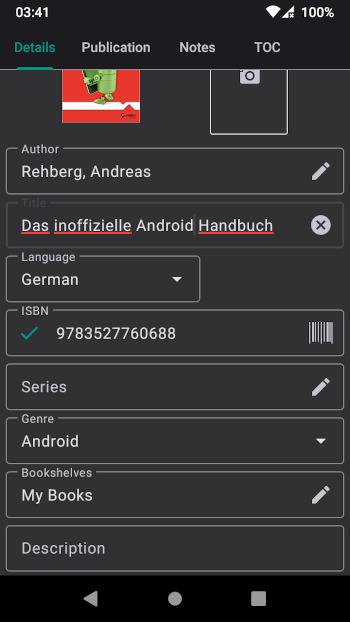 03:41 100%
Details Publication Notes TOC
Author
Rehberg, Andreas
Title
Das inoffizielle Android Handbuch
Language
German
ISBN
9783527760688
Series
Genre
Android
Bookshelves
My Books
Description